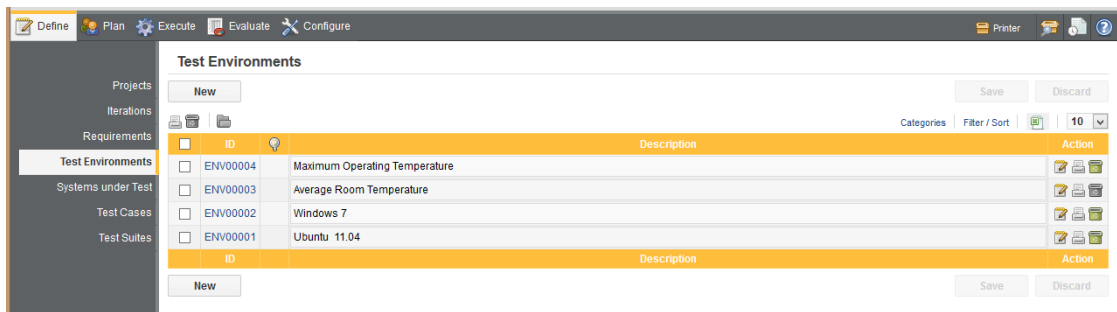 Define Plan Execute Evaluate Configure Printer
Test Environments
Projects
Iterations
Requirements
Test Environments
Systems under Test
Test Cases
Test Suites
New Save Discard
Categories Filter / Sort 10
ID Description Action
ENV00004 Maximum Operating Temperature
ENV00003 Average Room Temperature
ENV00002 Windows 7
ENV00001 Ubuntu 11.04
ID Description Action
New Save Discard